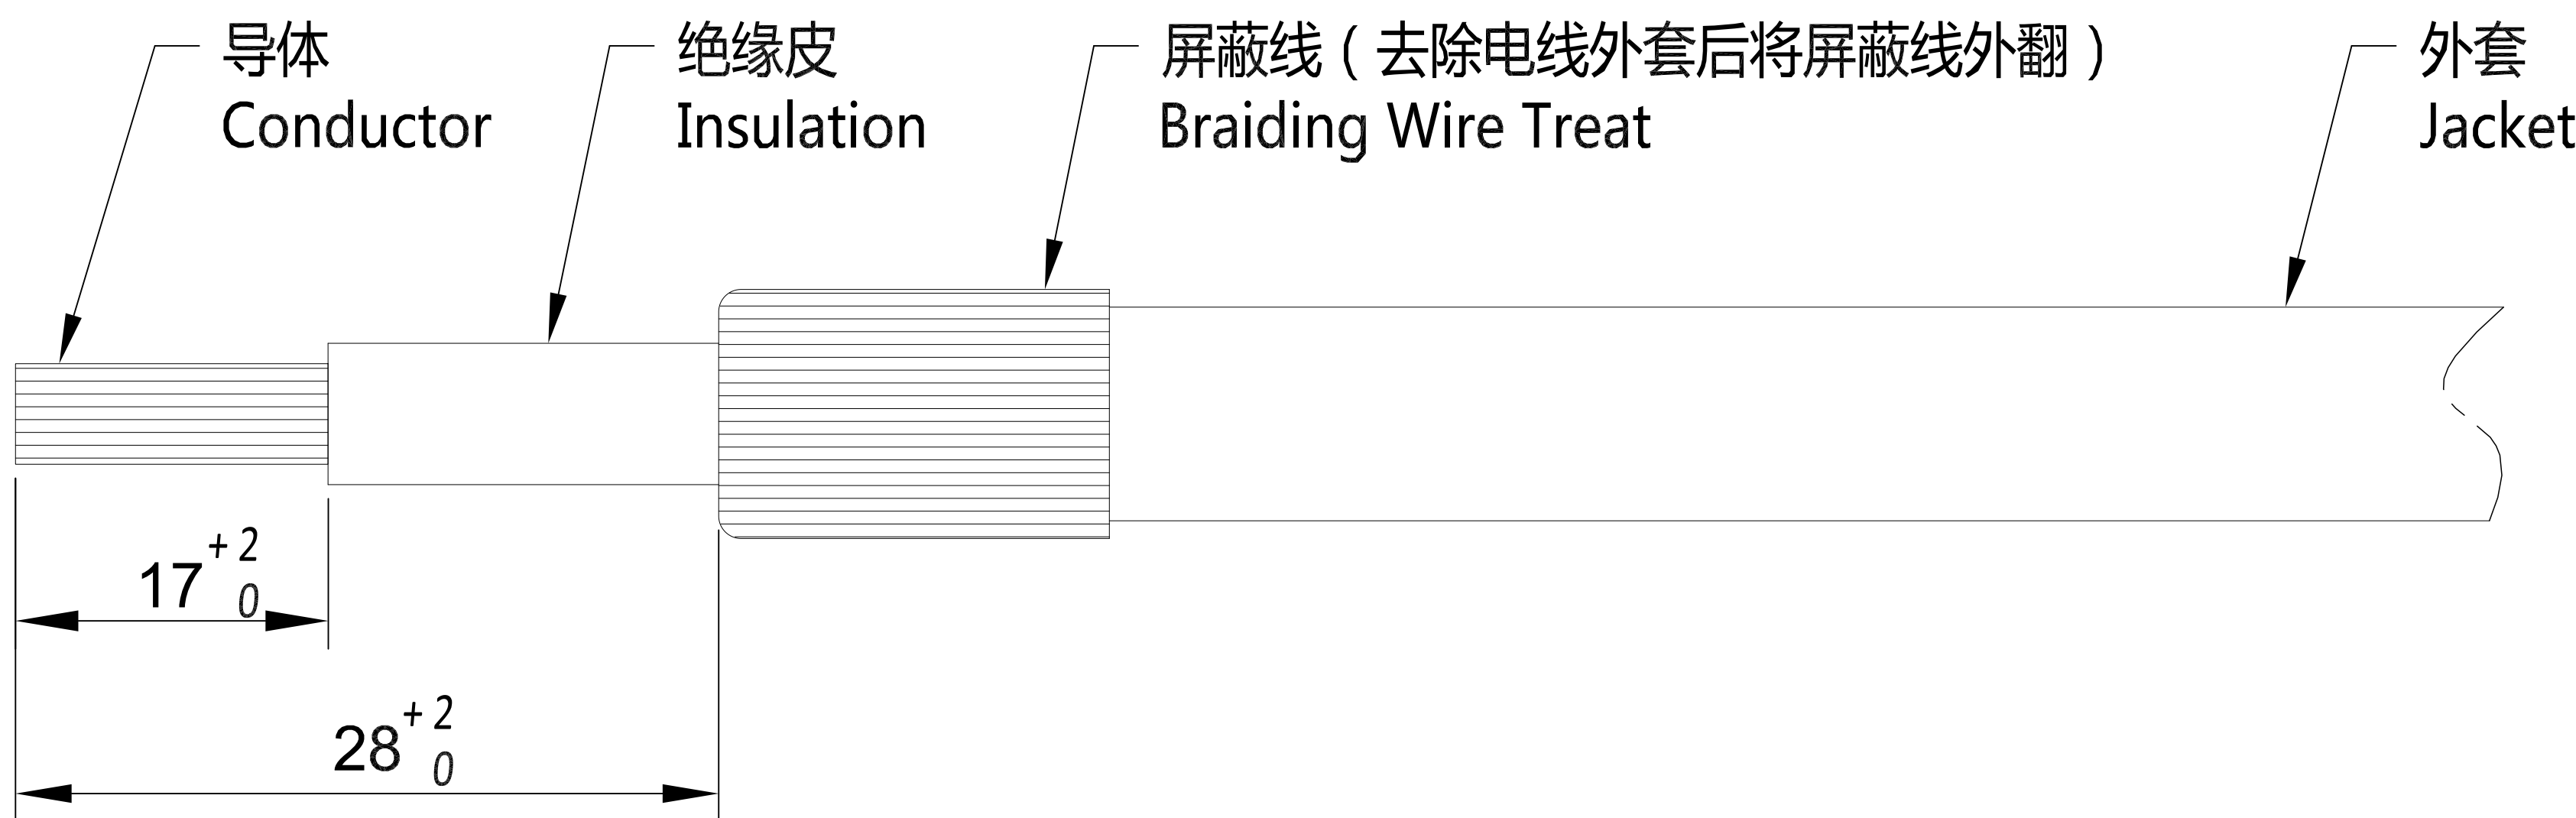 导体
Conductor
绝缘皮
Insulation
屏蔽线（去除电线外套后将屏蔽线外翻）
Braiding Wire Treat
外套
Jacket
17 +2 0
28 +2 0